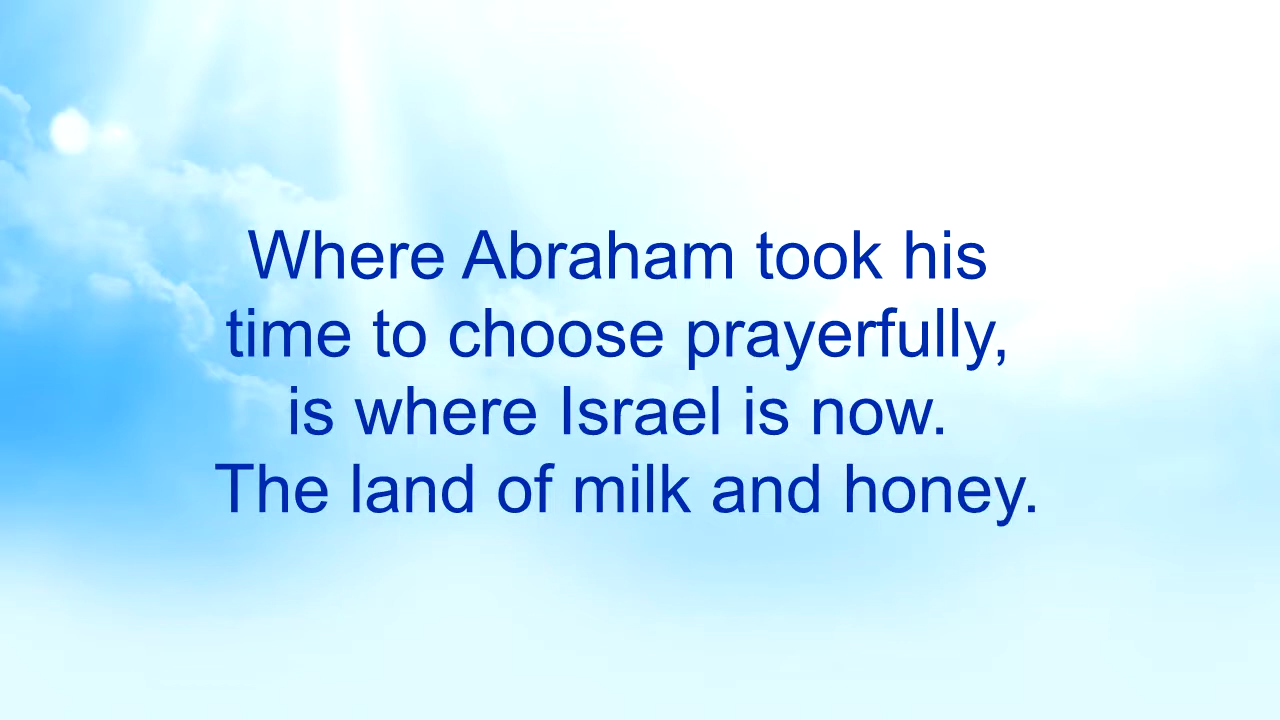 Where Abraham took his
time to choose prayerfully,
is where Israel is now.
The land of milk and honey.